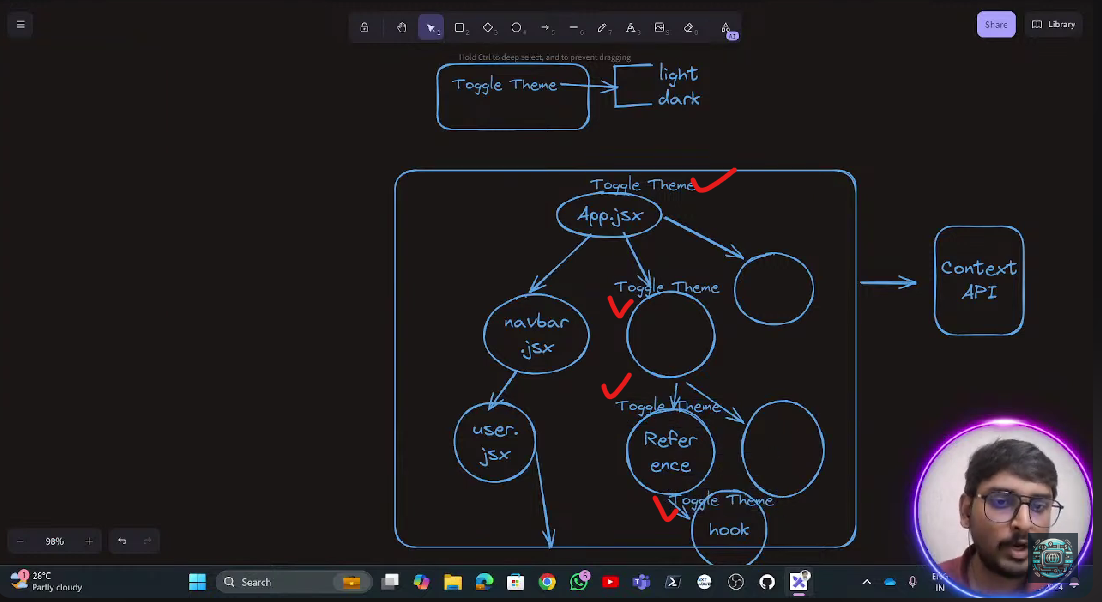 Share
Library
Hold Ctrl to deep select, and to prevent dragging
Toggle Theme
light
dark
Toggle Theme
App.jsx
Toggle Theme
navbar
.jsx
Context
API
Toggle Theme
user.
jsx
Refer
ence
Toggle Theme
hook
98%
26°C
Partly cloudy
Search
ENG
IN